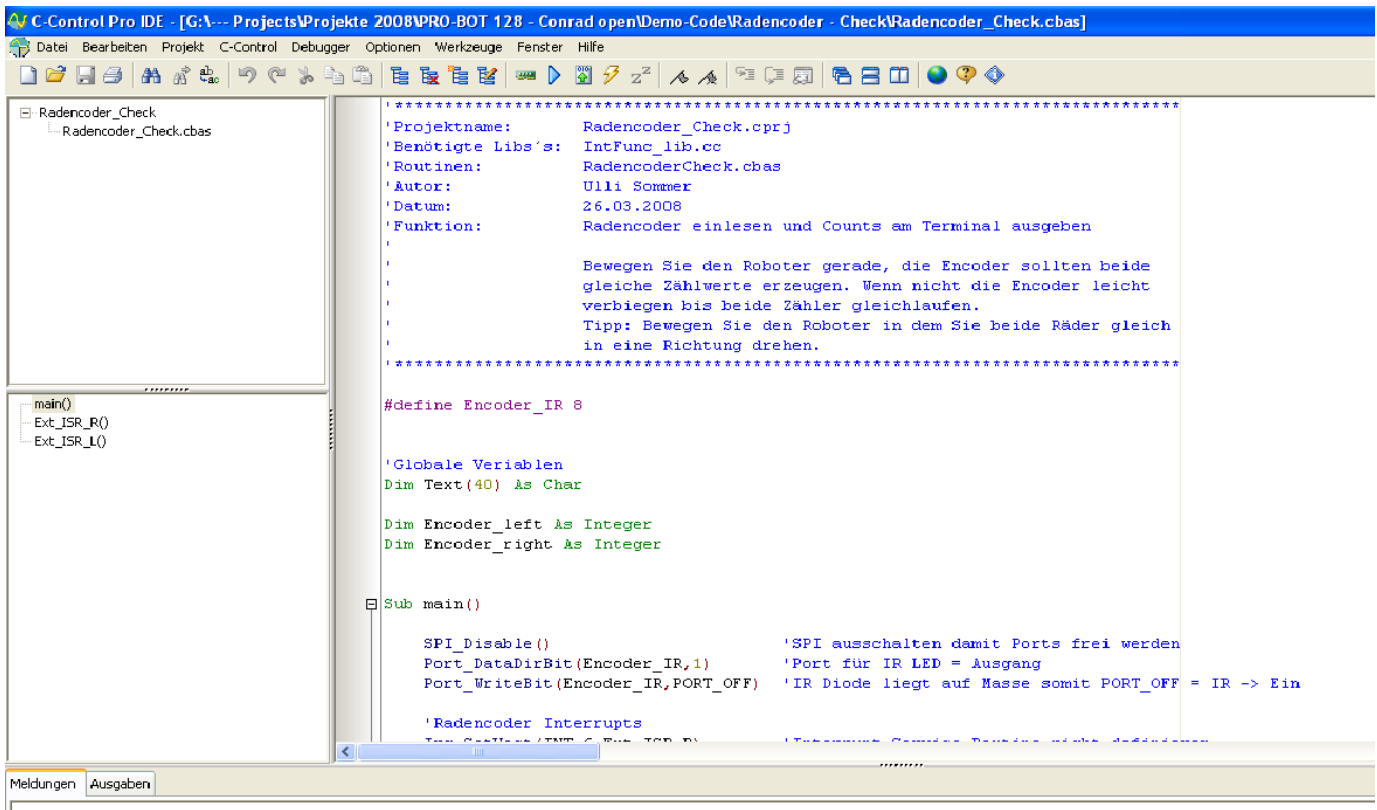 C-Control Pro IDE - [G:\--- Projects\Projekte 2008\PRO-BOT 128 - Conrad open\Demo-Code\Radencoder - Check\Radencoder_Check.cbas]
Datei Bearbeiten Projekt C-Control Debugger Optionen Werkzeuge Fenster Hilfe
Radencoder_Check
Radencoder_Check.cbas
main()
Ext_ISR_R()
Ext_ISR_L()
'******************************************************************************
'Projektname: Radencoder_Check.cprj
'Benötigte Libs´s: IntFunc_lib.cc
'Routinen: RadencoderCheck.cbas
'Autor: Ulli Sommer
'Datum: 26.03.2008
'Funktion: Radencoder einlesen und Counts am Terminal ausgeben
'
' Bewegen Sie den Roboter gerade, die Encoder sollten beide
' gleiche Zählwerte erzeugen. Wenn nicht die Encoder leicht
' verbiegen bis beide Zähler gleichlaufen.
' Tipp: Bewegen Sie den Roboter in dem Sie beide Räder gleich
' in eine Richtung drehen.
'******************************************************************************
#define Encoder_IR 8
'Globale Veriablen
Dim Text(40) As Char
Dim Encoder_left As Integer
Dim Encoder_right As Integer
Sub main()
SPI_Disable() 'SPI ausschalten damit Ports frei werden
Port_DataDirBit(Encoder_IR,1) 'Port für IR LED = Ausgang
Port_WriteBit(Encoder_IR,PORT_OFF) 'IR Diode liegt auf Masse somit PORT_OFF = IR -> Ein
'Radencoder Interrupts
Meldungen Ausgaben